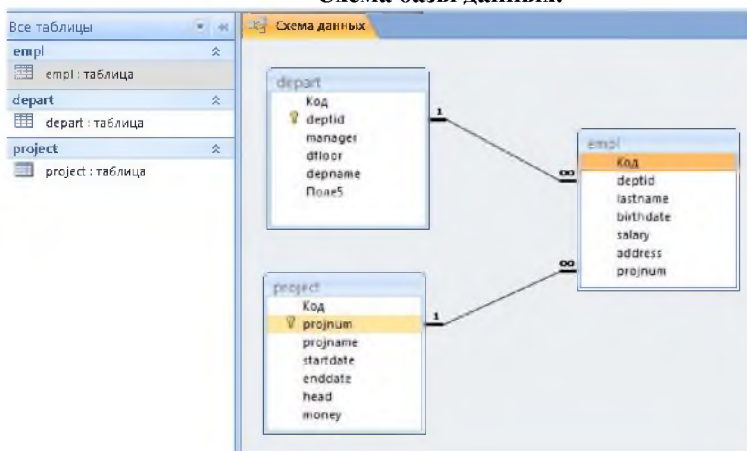 Схема базы данных.
Все таблицы
empl
empl : таблица
depart
depart : таблица
project
project : таблица
Схема данных
depart
Код
deptid
manager
dfloor
depname
Поле5
1
∞
empl
Код
deptid
lastname
birthdate
salary
address
projnum
project
Код
projnum
projname
startdate
enddate
head
money
1
∞